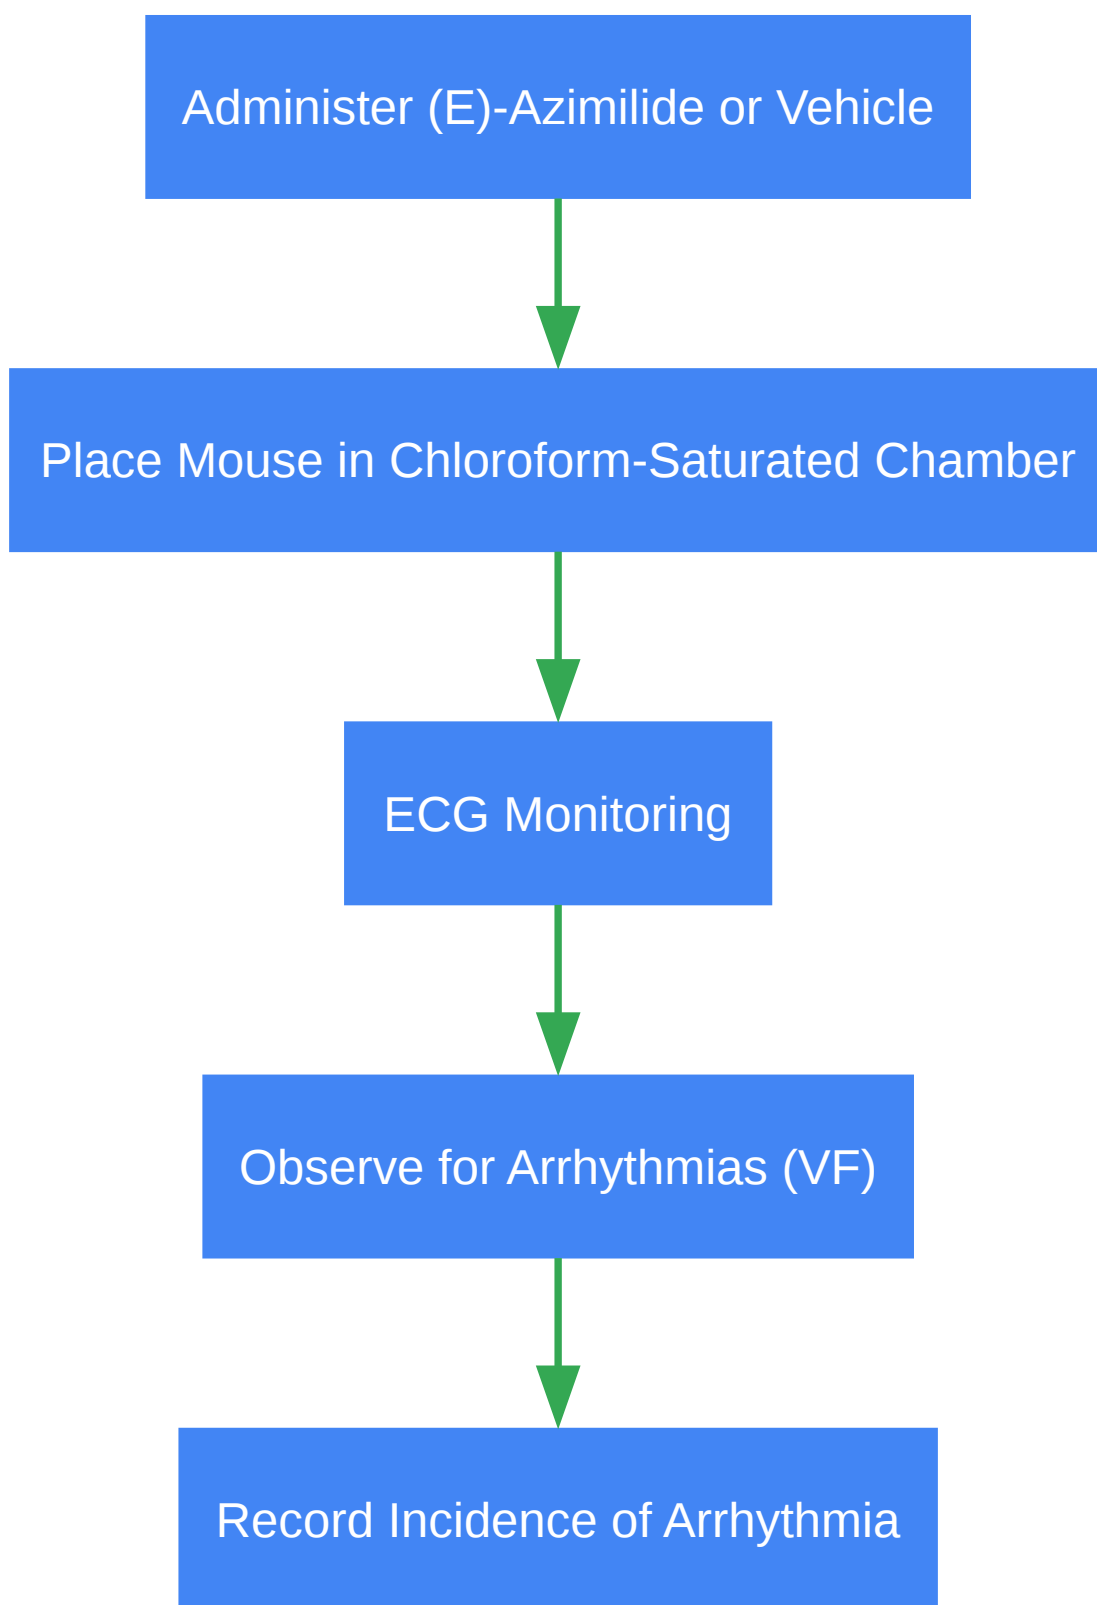 Administer (E)-Azimilide or Vehicle
Place Mouse in Chloroform-Saturated Chamber
ECG Monitoring
Observe for Arrhythmias (VF)
Record Incidence of Arrhythmia